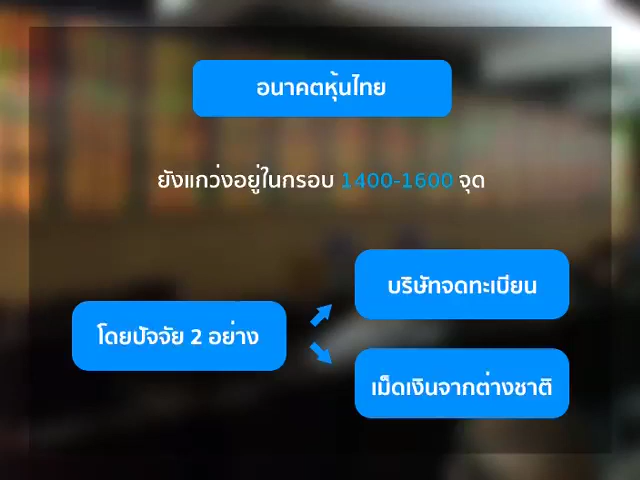 อนาคตหุ้นไทย
ยังแกว่งอยู่ในกรอบ 1400-1600 จุด
โดยปัจจัย 2 อย่าง
บริษัทจดทะเบียน
เม็ดเงินจากต่างชาติ